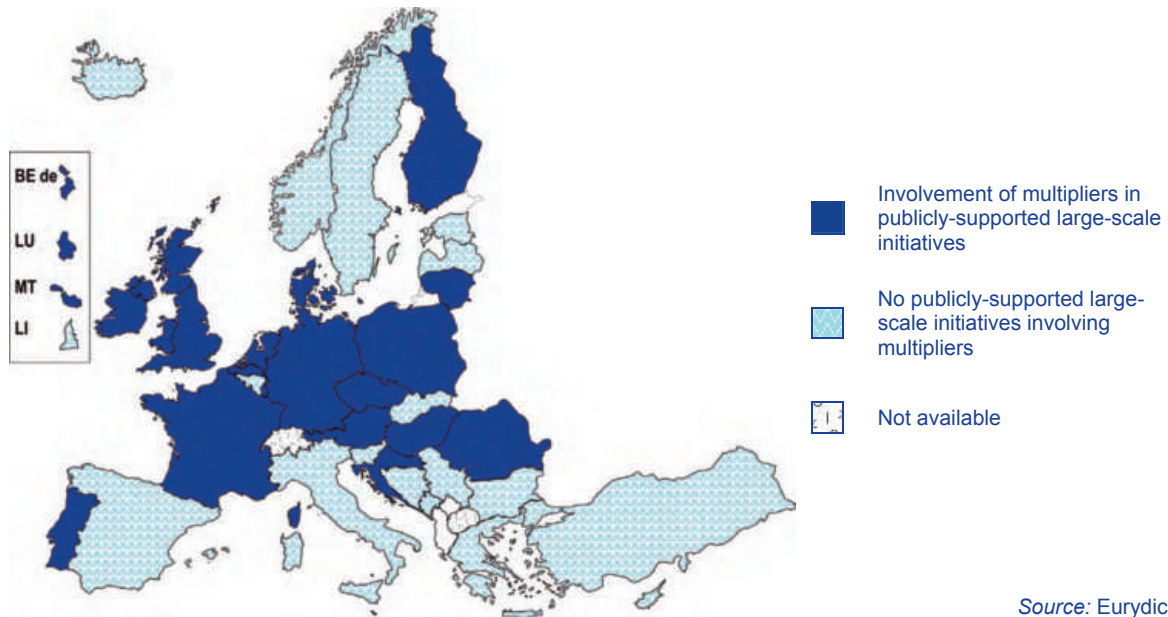 BE de
LU
MT
LI
Involvement of multipliers in
publicly-supported large-scale
initiatives
No publicly-supported large-
scale initiatives involving
multipliers
Not available
Source: Eurydic